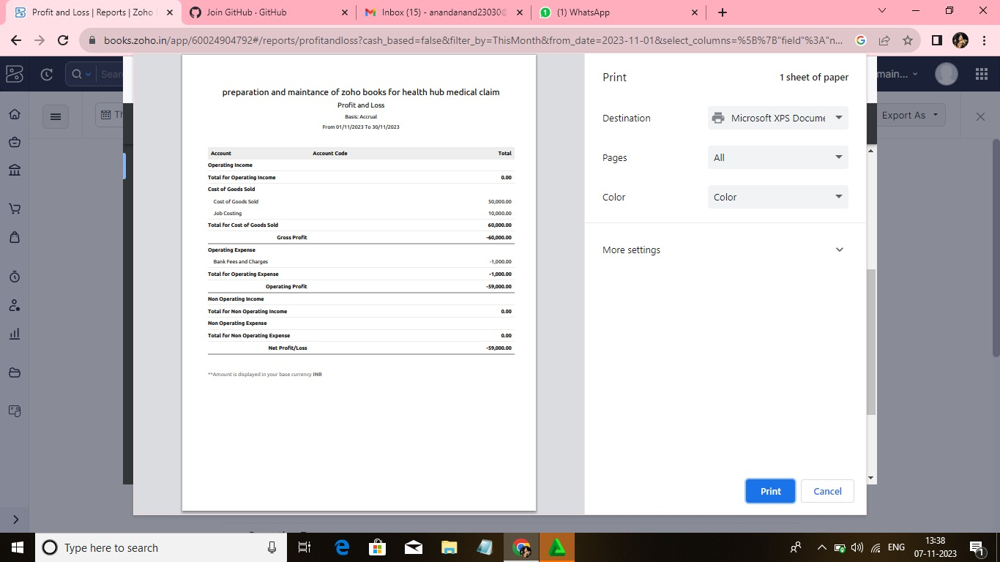 Profit and Loss | Reports | Zoho
Join GitHub · GitHub
Inbox (15) - anandanand23030
(1) WhatsApp
books.zoho.in/app/60024904792#/reports/profitandloss?cash_based=false&filter_by=ThisMonth&from_date=2023-11-01&select_columns=%5B%7B"field"%3A"n...
Sear
main...
Th
Export As
preparation and maintance of zoho books for health hub medical claim
Profit and Loss
Basis: Accrual
From 01/11/2023 To 30/11/2023
Account Account Code Total
Operating Income
Total for Operating Income 0.00
Cost of Goods Sold
Cost of Goods Sold 50,000.00
Job Costing 10,000.00
Total for Cost of Goods Sold 60,000.00
Gross Profit -60,000.00
Operating Expense
Bank Fees and Charges -1,000.00
Total for Operating Expense -1,000.00
Operating Profit -59,000.00
Non Operating Income
Total for Non Operating Income 0.00
Non Operating Expense
Total for Non Operating Expense 0.00
Net Profit/Loss -59,000.00
**Amount is displayed in your base currency INR
Print 1 sheet of paper
Destination Microsoft XPS Docume
Pages All
Color Color
More settings
Print Cancel
Type here to search
ENG
13:38
07-11-2023
1